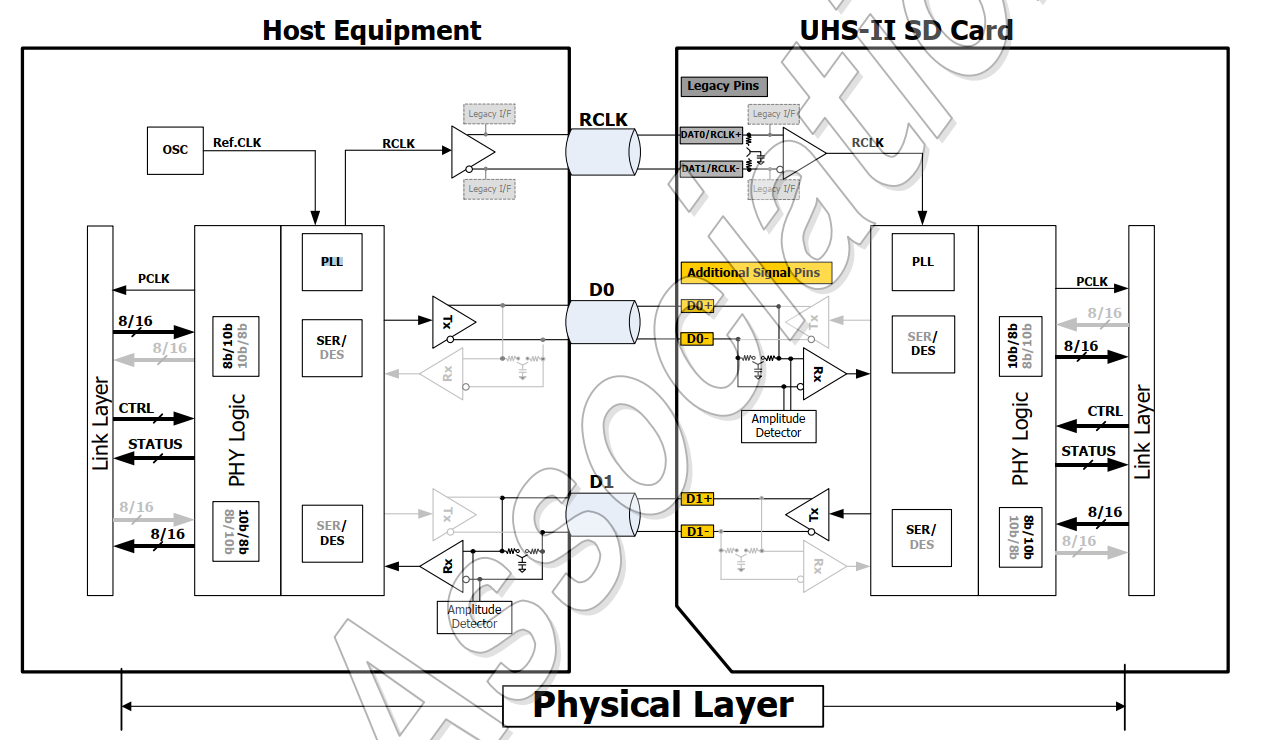 Host Equipment
UHS-II SD Card
Legacy Pins
Legacy I/F
RCLK
Legacy I/F
OSC
Ref.CLK
RCLK
DAT0/RCLK+
RCLK
DAT1/RCLK-
Legacy I/F
Legacy I/F
PLL
Additional Signal Pins
PLL
PCLK
D0
PCLK
8/16
8/16
8b/10b
10b/8b
SER/
DES
Tx
Rx
D0+
D0-
Tx
Rx
SER/
DES
10b/8b
8b/10b
8/16
8/16
Link Layer
CTRL
STATUS
PHY Logic
Amplitude
Detector
PHY Logic
CTRL
STATUS
Link Layer
D1
8/16
8/16
10b/8b
8b/10b
SER/
DES
Tx
Rx
Amplitude
Detector
D1+
D1-
Tx
Rx
SER/
DES
8b/10b
10b/8b
8/16
8/16
Physical Layer
Association